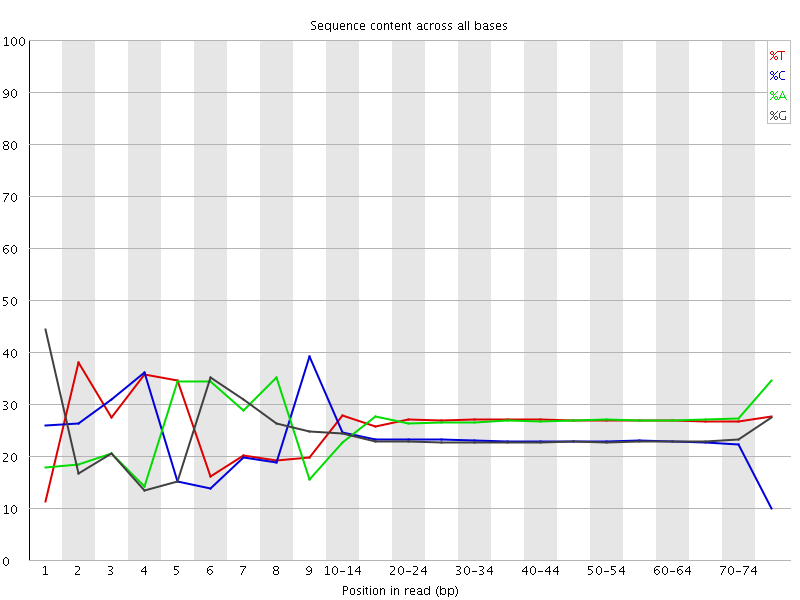 Sequence content across all bases
%T
%C
%A
%G
100
90
80
70
60
50
40
30
20
10
0
1 2 3 4 5 6 7 8 9 10-14 20-24 30-34 40-44 50-54 60-64 70-74
Position in read (bp)